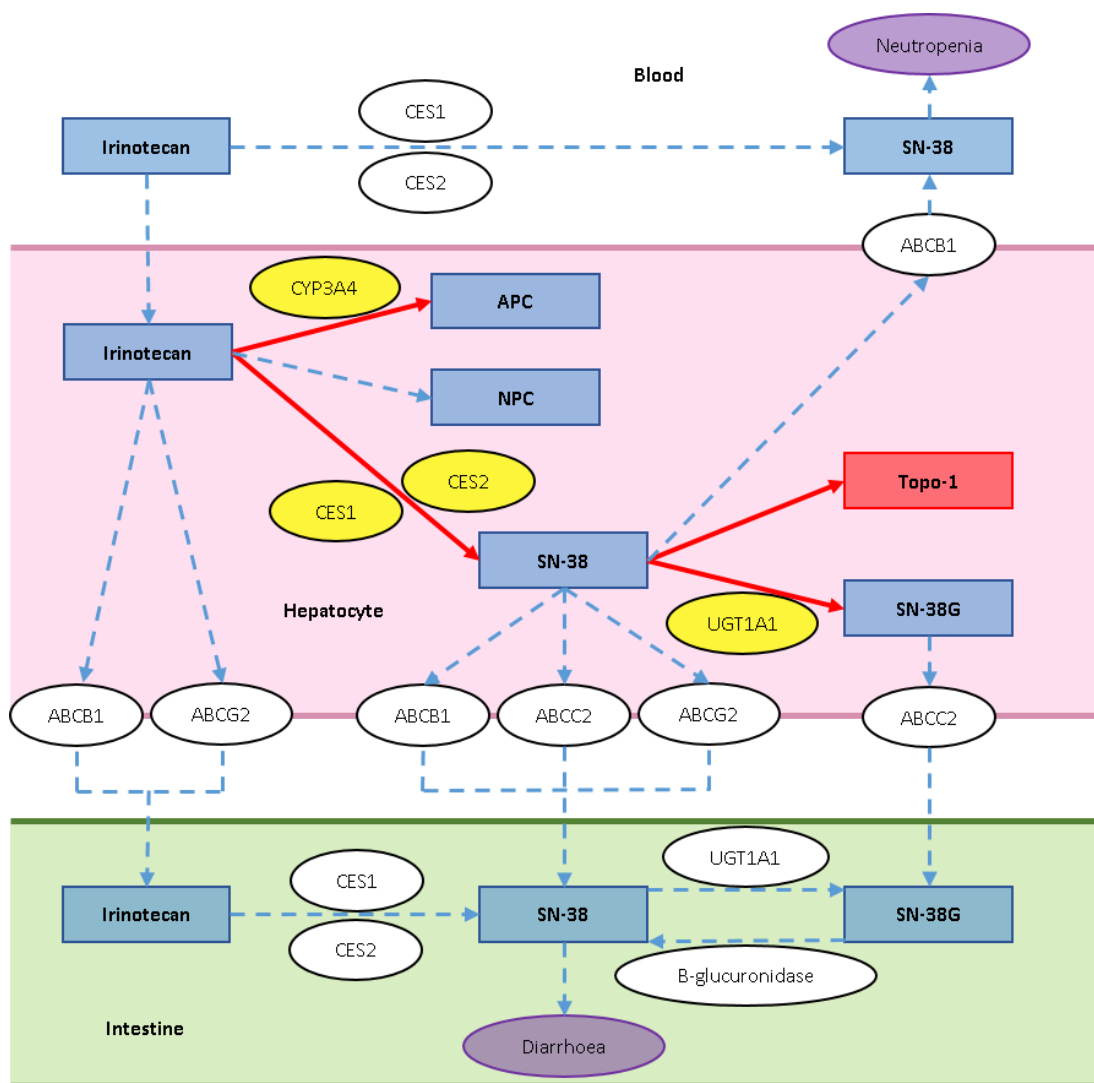 Neutropenia
Blood
CES1
Irinotecan
SN-38
CES2
ABCB1
CYP3A4
APC
Irinotecan
NPC
CES2
Topo-1
CES1
SN-38
Hepatocyte
SN-38G
UGT1A1
ABCB1
ABCG2
ABCB1
ABCC2
ABCG2
ABCC2
UGT1A1
CES1
Irinotecan
SN-38
SN-38G
CES2
B-glucuronidase
Intestine
Diarrhoea